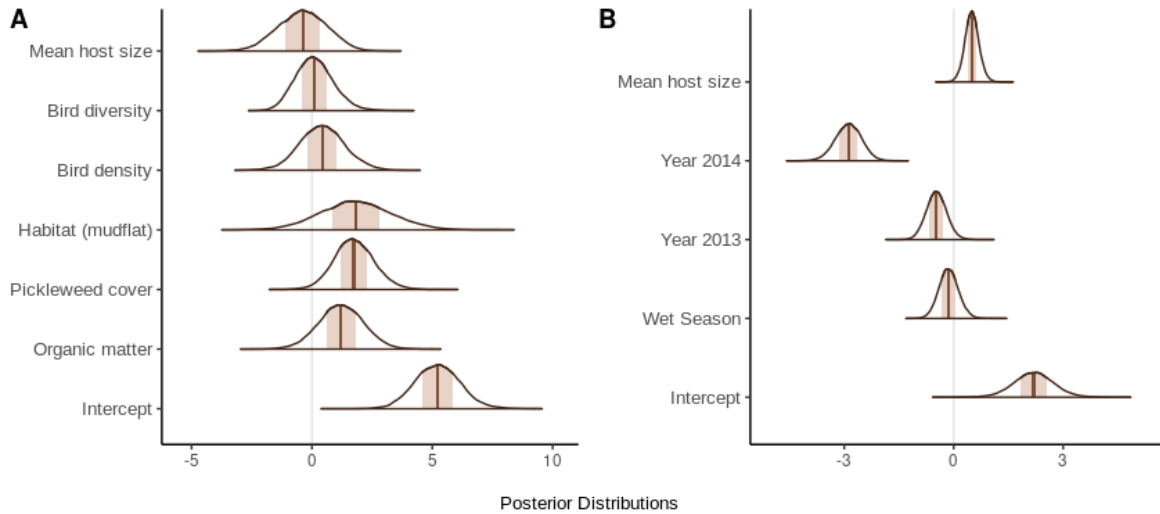 A
Mean host size
Bird diversity
Bird density
Habitat (mudflat)
Pickleweed cover
Organic matter
Intercept
-5 0 5 10
B
Mean host size
Year 2014
Year 2013
Wet Season
Intercept
-3 0 3
Posterior Distributions